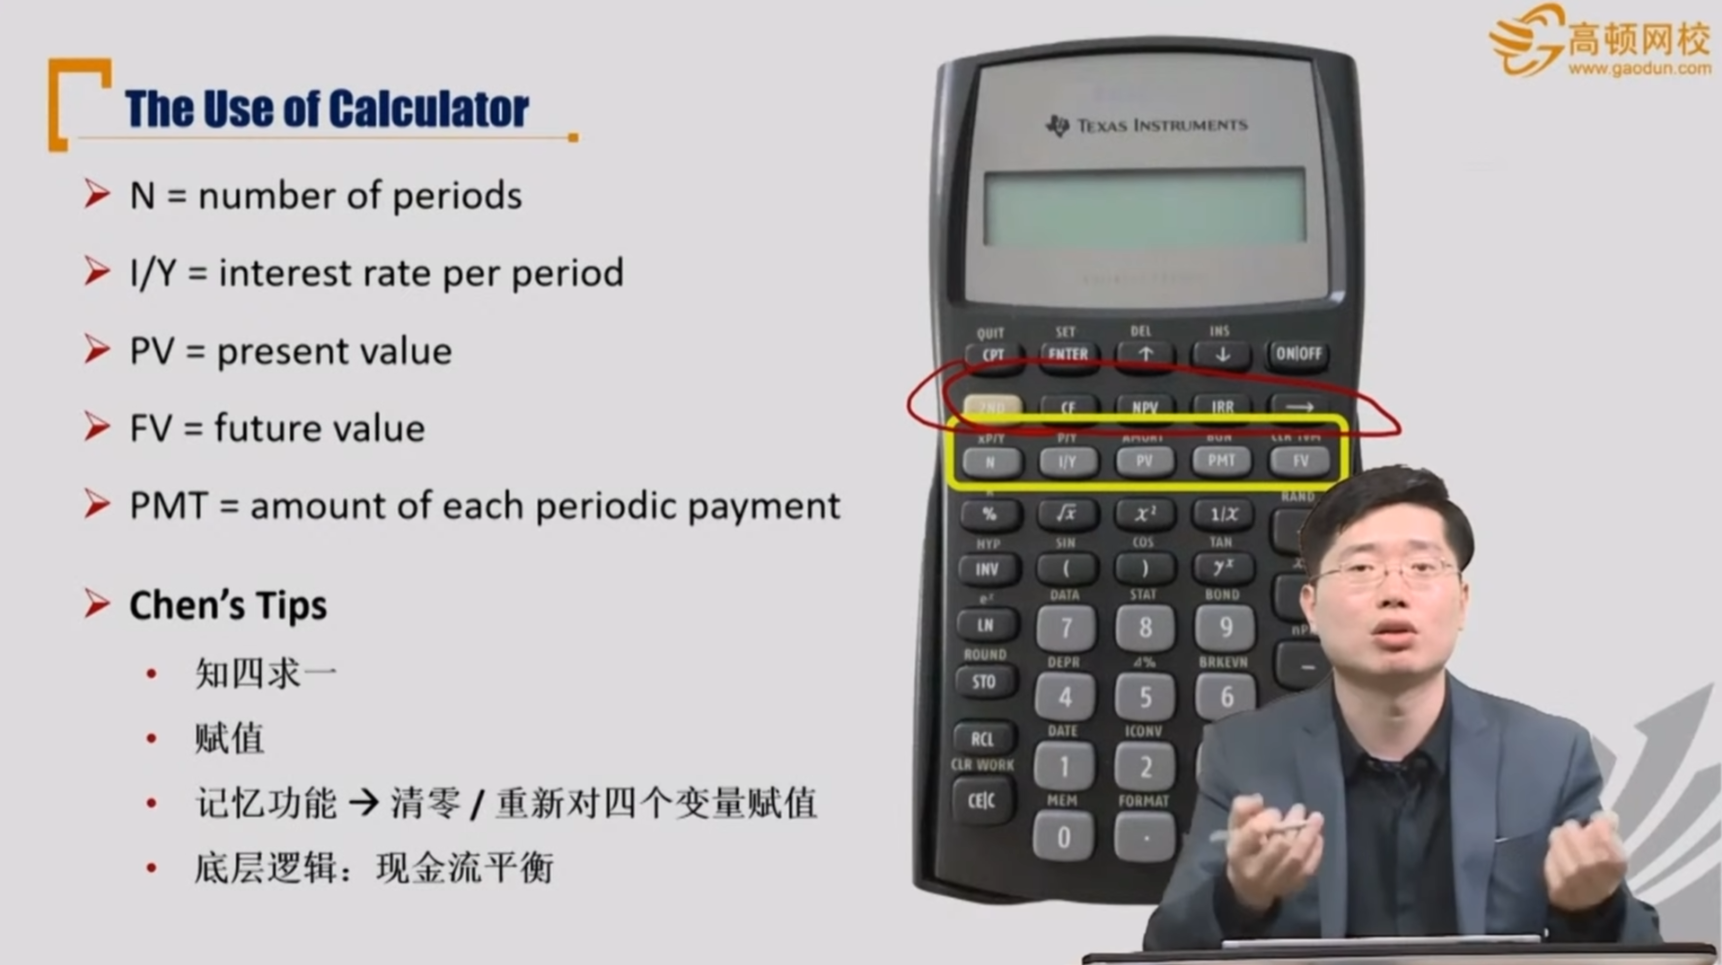 高顿网校
www.gaodun.com
The Use of Calculator
N = number of periods
I/Y = interest rate per period
PV = present value
FV = future value
PMT = amount of each periodic payment
Chen’s Tips
知四求一
赋值
记忆功能 → 清零 / 重新对四个变量赋值
底层逻辑：现金流平衡
TEXAS INSTRUMENTS
QUIT SET DEL INS
CPT ENTER ↑ ↓ ON|OFF
2ND CF NPV IRR →
xP/Y P/Y AMORT BGN CLR TVM
N I/Y PV PMT FV
RAND
% √x x² 1/X
HYP SIN COS TAN
INV ( ) yˣ
eˣ DATA STAT BOND
LN 7 8 9
ROUND DEPR Δ% BRKEVN
STO 4 5 6 −
DATE ICONV
RCL 1 2
CLR WORK MEM FORMAT
CE|C 0 .